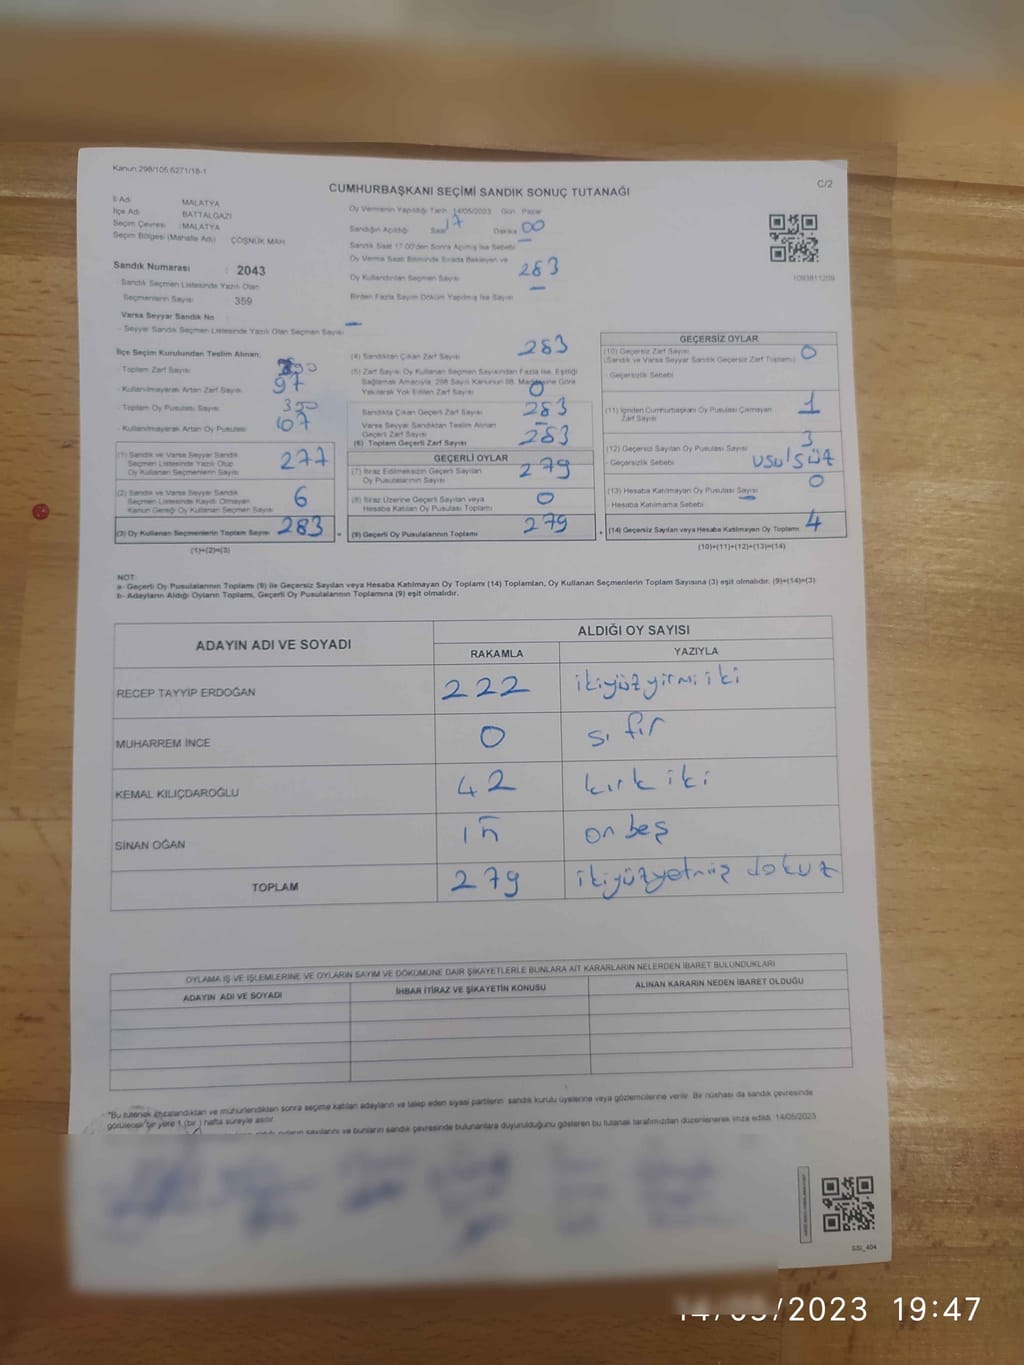 Kanun:298/105;6271/18-1
CUMHURBAŞKANI SEÇİMİ SANDIK SONUÇ TUTANAĞI
C/2
İl Adı MALATYA
İlçe Adı BATTALGAZİ
Seçim Çevresi :MALATYA
Seçim Bölgesi (Mahalle Adı) ÇOŞNÜK MAH
Sandık Numarası : 2043
Sandık Seçmen Listesinde Yazılı Olan
Seçmenlerin Sayısı 359
Varsa Seyyar Sandık No
- Seyyar Sandık Seçmen Listesinde Yazılı Olan Seçmen Sayısı –
Oy Vermenin Yapıldığı Tarih 14/05/2023 Gün Pazar
Sandığın Açıldığı Saat 17 Dakika 00
Sandık Saat 17.00'den Sonra Açılmış İse Sebebi –
Oy Verme Saati Bitiminde Sırada Bekleyen ve
Oy Kullandırılan Seçmen Sayısı 283
Birden Fazla Sayım Döküm Yapılmış İse Sayısı –
1093811209
İlçe Seçim Kurulundan Teslim Alınan;
- Toplam Zarf Sayısı
- Kullanılmayarak Artan Zarf Sayısı 97
- Toplam Oy Pusulası Sayısı 350
- Kullanılmayarak Artan Oy Pusulası 67
(1) Sandık ve Varsa Seyyar Sandık
Seçmen Listesinde Yazılı Olup
Oy Kullanan Seçmenlerin Sayısı 277
(2) Sandık ve Varsa Seyyar Sandık
Seçmen Listesinde Kayıtlı Olmayan
Kanun Gereği Oy Kullanan Seçmen Sayısı 6
(3) Oy Kullanan Seçmenlerin Toplam Sayısı 283
(1)+(2)=(3)
(4) Sandıktan Çıkan Zarf Sayısı 283
(5) Zarf Sayısı Oy Kullanan Seçmen Sayısından Fazla İse, Eşitliği
Sağlamak Amacıyla; 298 Sayılı Kanunun 98. Maddesine Göre
Yakılarak Yok Edilen Zarf Sayısı 0
Sandıkta Çıkan Geçerli Zarf Sayısı 283
Varsa Seyyar Sandıktan Teslim Alınan
Geçerli Zarf Sayısı –
(6) Toplam Geçerli Zarf Sayısı 283
GEÇERLİ OYLAR
(7) İtiraz Edilmeksizin Geçerli Sayılan
Oy Pusulalarının Sayısı 279
(8) İtiraz Üzerine Geçerli Sayılan veya
Hesaba Katılan Oy Pusulası Toplamı 0
(9) Geçerli Oy Pusulalarının Toplamı 279
GEÇERSİZ OYLAR
(10) Geçersiz Zarf Sayısı
(Sandık ve Varsa Seyyar Sandık Geçersiz Zarf Toplamı) 0
- Geçersizlik Sebebi
(11) İçinden Cumhurbaşkanı Oy Pusulası Çıkmayan
Zarf Sayısı 1
(12) Geçersiz Sayılan Oy Pusulası Sayısı 3
- Geçersizlik Sebebi usulsüz
(13) Hesaba Katılmayan Oy Pusulası Sayısı 0
- Hesaba Katılmama Sebebi –
(14) Geçersiz Sayılan veya Hesaba Katılmayan Oy Toplamı 4
(10)+(11)+(12)+(13)=(14)
NOT:
a- Geçerli Oy Pusulalarının Toplamı (9) ile Geçersiz Sayılan veya Hesaba Katılmayan Oy Toplamı (14) Toplamları, Oy Kullanan Seçmenlerin Toplam Sayısına (3) eşit olmalıdır. (9)+(14)=(3)
b- Adayların Aldığı Oyların Toplamı, Geçerli Oy Pusulalarının Toplamına (9) eşit olmalıdır.
ADAYIN ADI VE SOYADI
ALDIĞI OY SAYISI
RAKAMLA YAZIYLA
RECEP TAYYİP ERDOĞAN 222 ikiyüzyirmi iki
MUHARREM İNCE 0 sıfır
KEMAL KILIÇDAROĞLU 42 kırk iki
SİNAN OĞAN 15 on beş
TOPLAM 279 ikiyüzyetmiş dokuz
OYLAMA İŞ VE İŞLEMLERİNE VE OYLARIN SAYIM VE DÖKÜMÜNE DAİR ŞİKAYETLERLE BUNLARA AİT KARARLARIN NELERDEN İBARET BULUNDUKLARI
ADAYIN ADI VE SOYADI İHBAR İTİRAZ VE ŞİKAYETİN KONUSU ALINAN KARARIN NEDEN İBARET OLDUĞU
"Bu tutanak imzalandıktan ve mühürlendikten sonra seçime katılan adayların ve talep eden siyasi partilerin sandık kurulu üyelerine veya gözlemcilerine verilir. Bir nüshası da sandık çevresinde
görülecek bir yere 1 (bir) hafta süreyle asılır.
oyların sayılarını ve bunların sandık çevresinde bulunanlara duyurulduğunu gösteren bu tutanak tarafımızdan düzenlenerek imza edildi. 14/05/2023
SSİ_404
14/05/2023 19:47